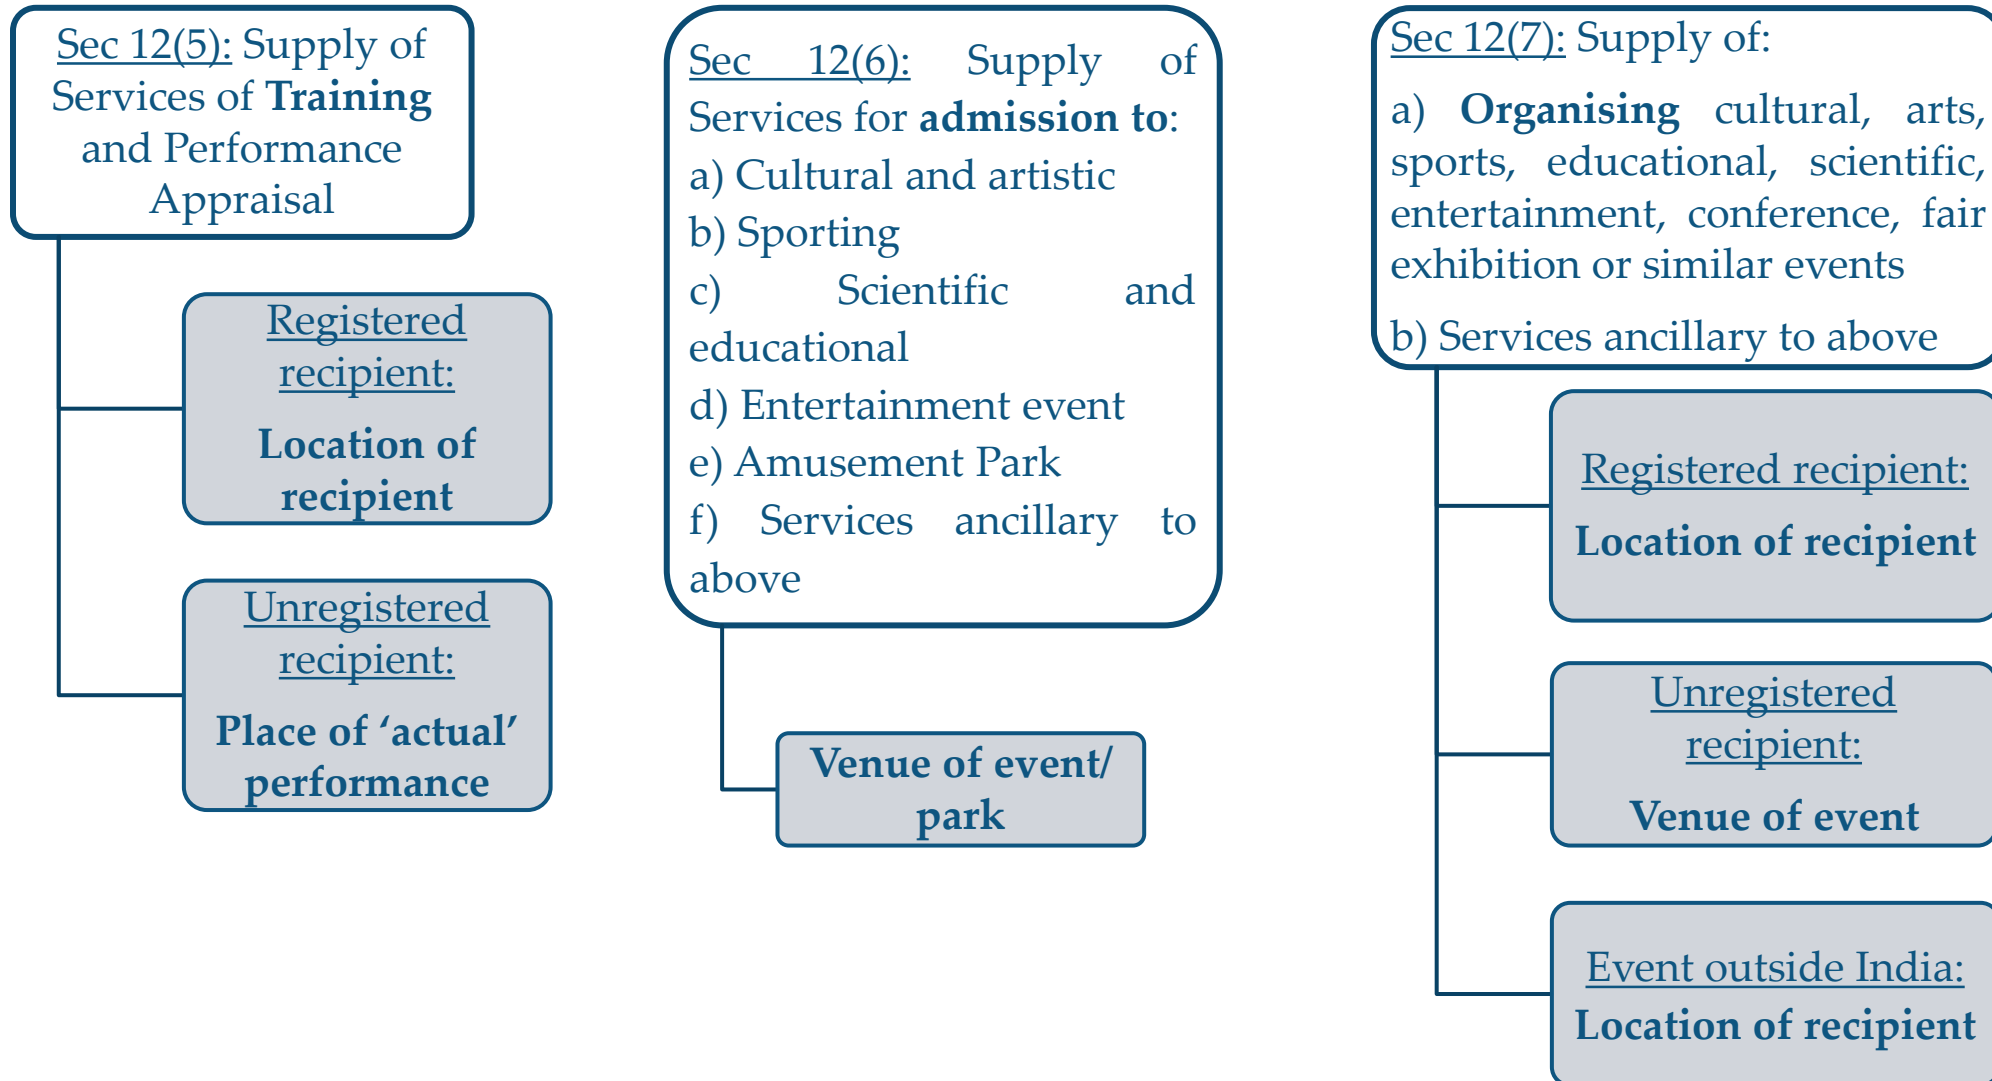 Sec 12(5): Supply of
Services of Training
and Performance
Appraisal
Registered
recipient:
Location of
recipient
Unregistered
recipient:
Place of ‘actual’
performance
Sec 12(6): Supply of
Services for admission to:
a) Cultural and artistic
b) Sporting
c) Scientific and
educational
d) Entertainment event
e) Amusement Park
f) Services ancillary to
above
Venue of event/
park
Sec 12(7): Supply of:
a) Organising cultural, arts,
sports, educational, scientific,
entertainment, conference, fair
exhibition or similar events
b) Services ancillary to above
Registered recipient:
Location of recipient
Unregistered
recipient:
Venue of event
Event outside India:
Location of recipient